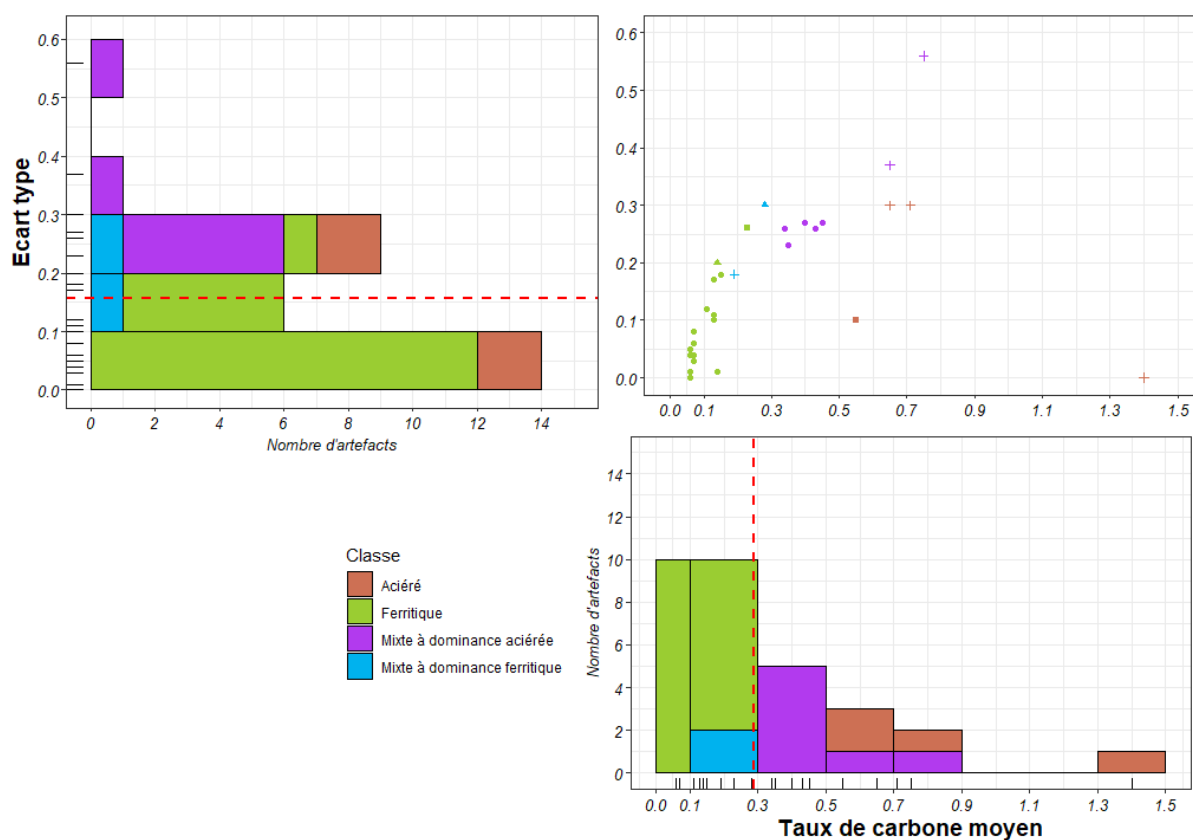 Ecart type
0.6
0.5
0.4
0.3
0.2
0.1
0.0
0 2 4 6 8 10 12 14
Nombre d'artefacts
0.6
0.5
0.4
0.3
0.2
0.1
0.0
0.0 0.1 0.3 0.5 0.7 0.9 1.1 1.3 1.5
Classe
Aciéré
Ferritique
Mixte à dominance aciérée
Mixte à dominance ferritique
Nombre d'artefacts
14
12
10
8
6
4
2
0
0.0 0.1 0.3 0.5 0.7 0.9 1.1 1.3 1.5
Taux de carbone moyen